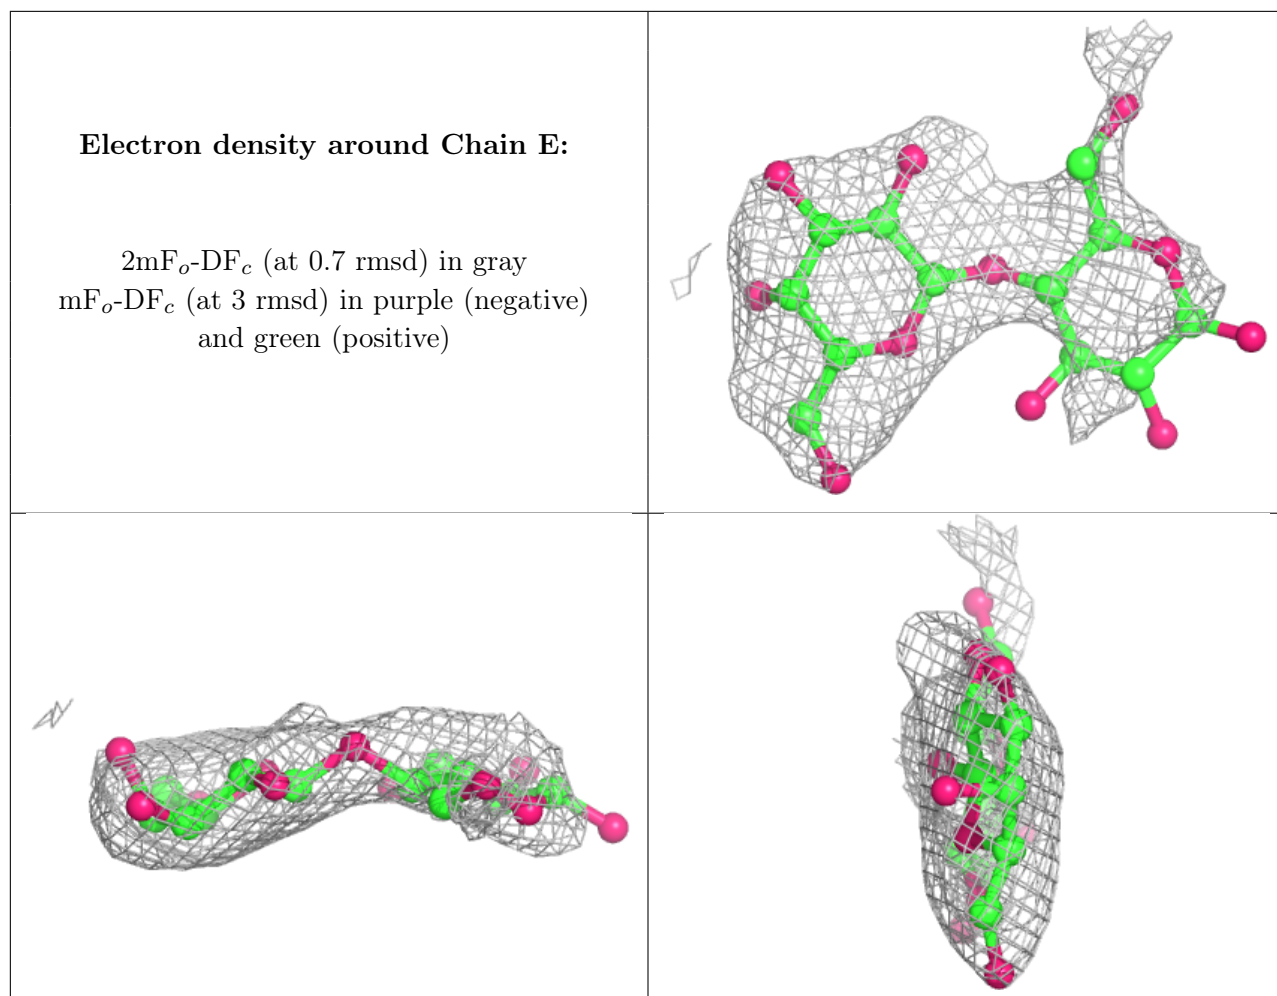 Electron density around Chain E:
2mFo-DFc (at 0.7 rmsd) in gray
mFo-DFc (at 3 rmsd) in purple (negative)
and green (positive)